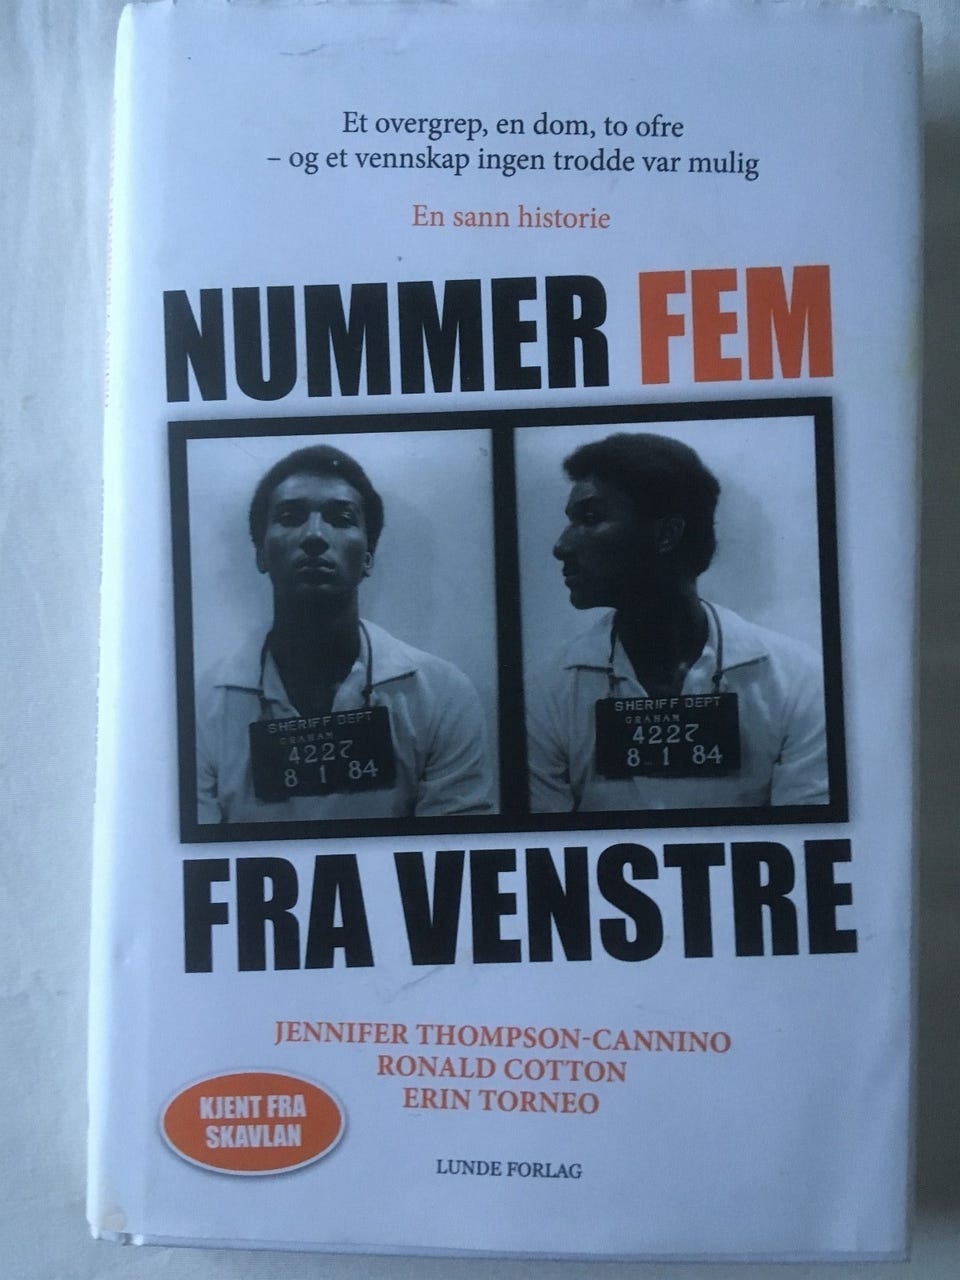 Et overgrep, en dom, to ofre
– og et vennskap ingen trodde var mulig
En sann historie
NUMMER FEM
SHERIFF DEPT
GRAHAM
4227
8 1 84
SHERIFF DEPT
GRAHAM
4227
8 1 84
FRA VENSTRE
JENNIFER THOMPSON-CANNINO
RONALD COTTON
ERIN TORNEO
KJENT FRA
SKAVLAN
LUNDE FORLAG